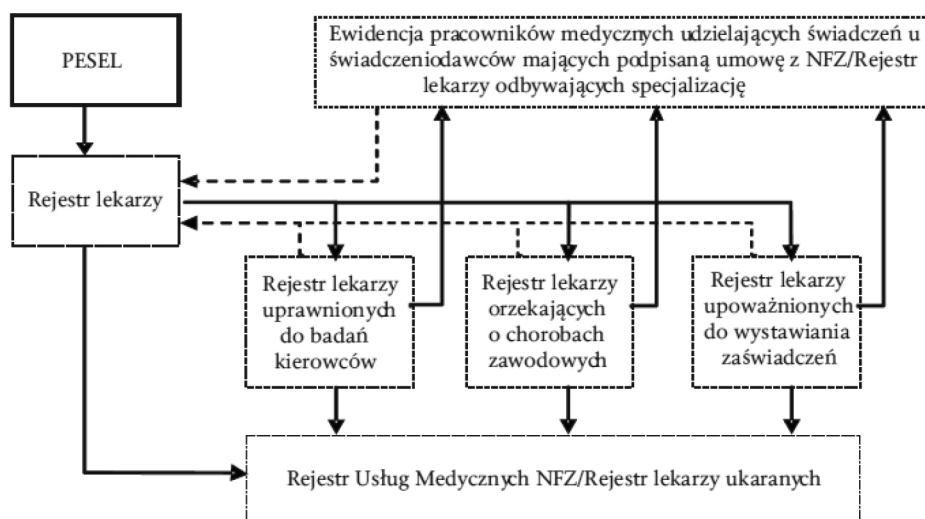 PESEL
Ewidencja pracowników medycznych udzielających świadczeń u
świadczeniodawców mających podpisaną umowę z NFZ/Rejestr
lekarzy odbywających specjalizację
Rejestr lekarzy
Rejestr lekarzy
uprawnionych
do badań
kierowców
Rejestr lekarzy
orzekających
o chorobach
zawodowych
Rejestr lekarzy
upoważnionych
do wystawiania
zaświadczeń
Rejestr Usług Medycznych NFZ/Rejestr lekarzy ukaranych